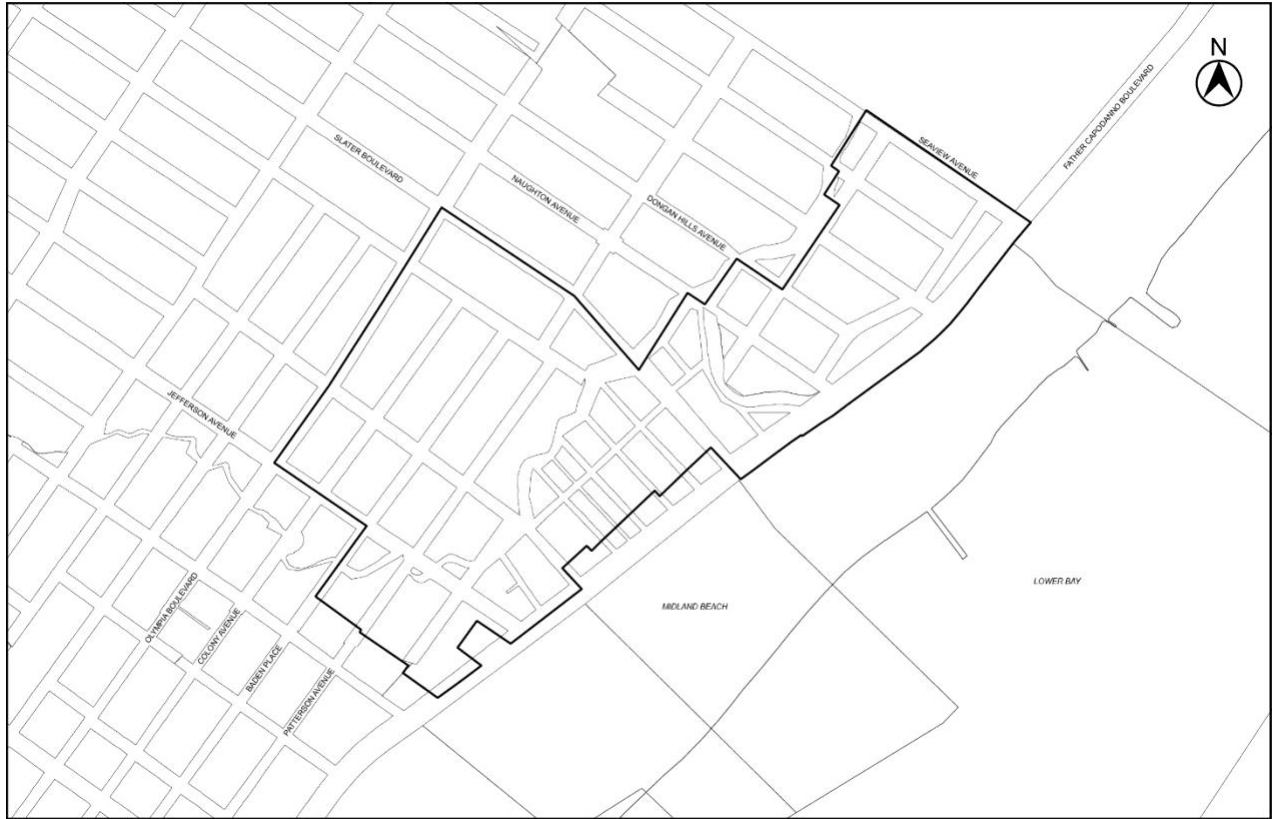 N
FATHER CAPODANNO BOULEVARD
SEAVIEW AVENUE
SLATER BOULEVARD
NAUGHTON AVENUE
DONGAN HILLS AVENUE
JEFFERSON AVENUE
LOWER BAY
MIDLAND BEACH
OLYMPIA BOULEVARD
COLONY AVENUE
BADEN PLACE
PATTERSON AVENUE